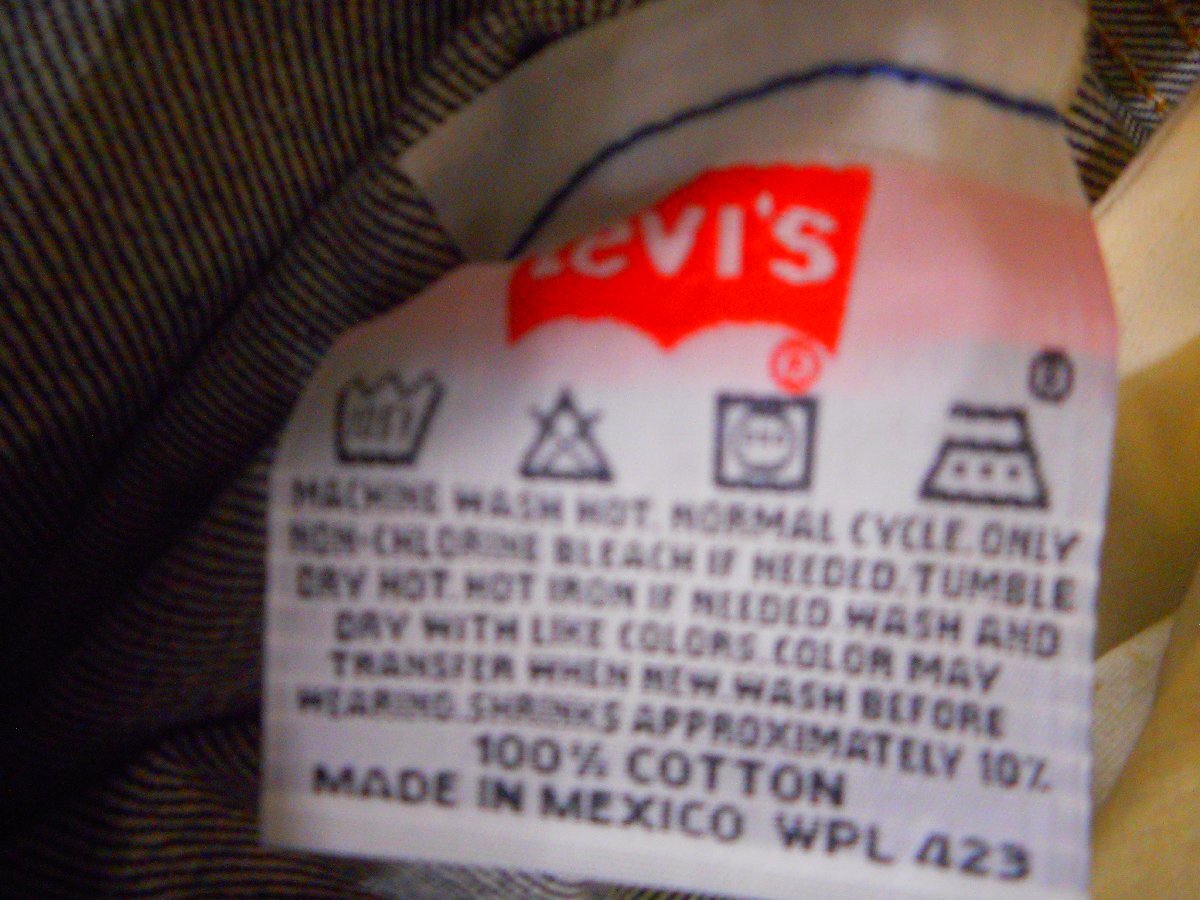 Levi's
®
®
MACHINE WASH HOT. NORMAL CYCLE. ONLY
NON-CHLORINE BLEACH IF NEEDED. TUMBLE
DRY HOT. HOT IRON IF NEEDED. WASH AND
DRY WITH LIKE COLORS. COLOR MAY
TRANSFER WHEN NEW. WASH BEFORE
WEARING. SHRINKS APPROXIMATELY 10%.
100% COTTON
MADE IN MEXICO WPL 423